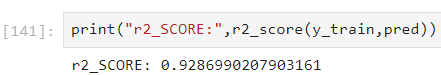 [141]: print("r2_SCORE:",r2_score(y_train,pred))
r2_SCORE: 0.9286990207903161